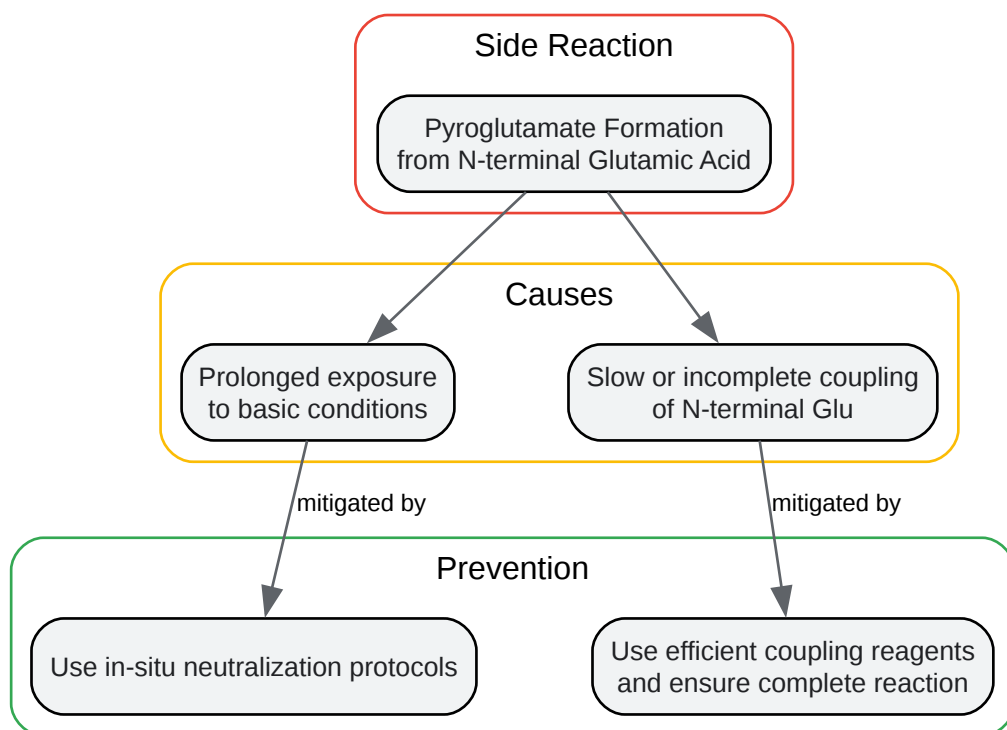 Side Reaction
Pyroglutamate Formation
from N-terminal Glutamic Acid
Causes
Prolonged exposure
to basic conditions
Slow or incomplete coupling
of N-terminal Glu
mitigated by
mitigated by
Prevention
Use in-situ neutralization protocols
Use efficient coupling reagents
and ensure complete reaction